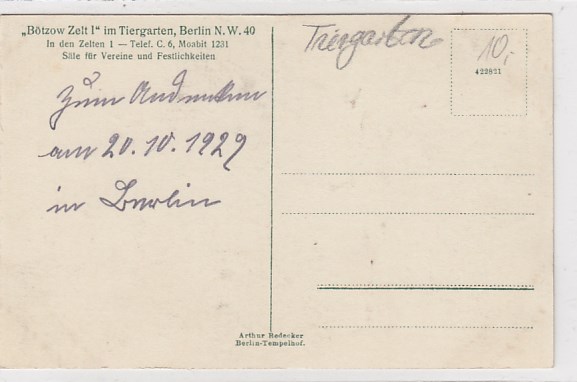 „Bötzow Zelt I“ im Tiergarten, Berlin N.W. 40
In den Zelten 1 — Telef. C. 6, Moabit 1231
Säle für Vereine und Festlichkeiten
Zum Andenken
am 20.10.1929
in Berlin
Tiergarten
10,-
422821
Arthur Redecker
Berlin-Tempelhof.